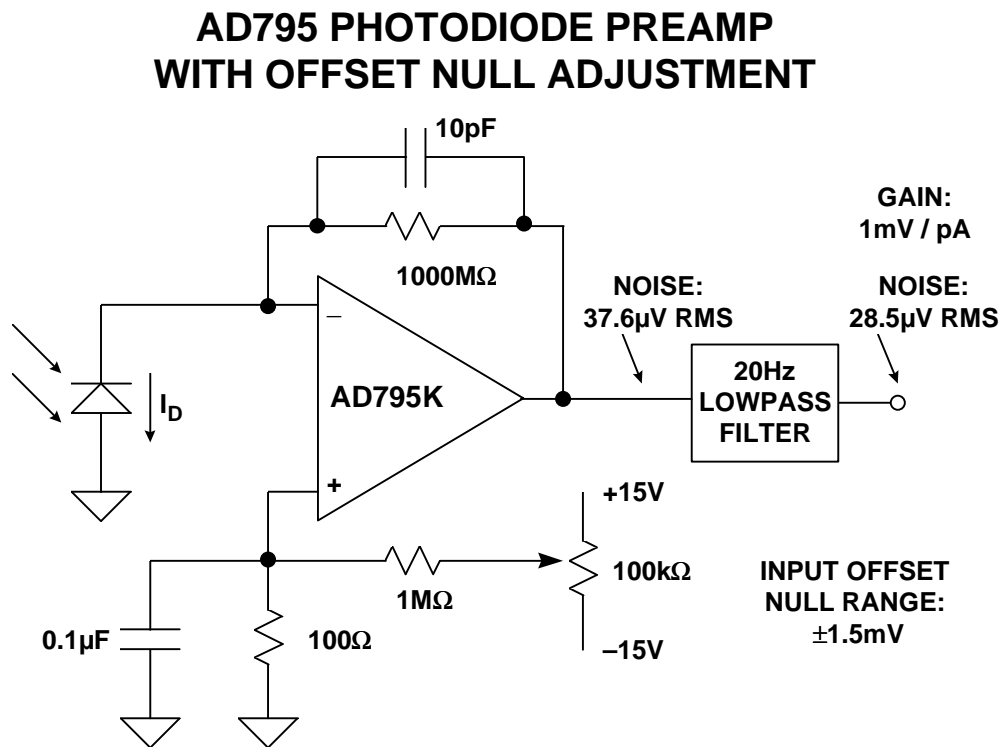 AD795 PHOTODIODE PREAMP
WITH OFFSET NULL ADJUSTMENT
10pF
1000MΩ
GAIN:
1mV / pA
NOISE:
37.6µV RMS
NOISE:
28.5µV RMS
–
AD795K
+
I_D
20Hz
LOWPASS
FILTER
+15V
100kΩ
–15V
1MΩ
0.1µF
100Ω
INPUT OFFSET
NULL RANGE:
±1.5mV